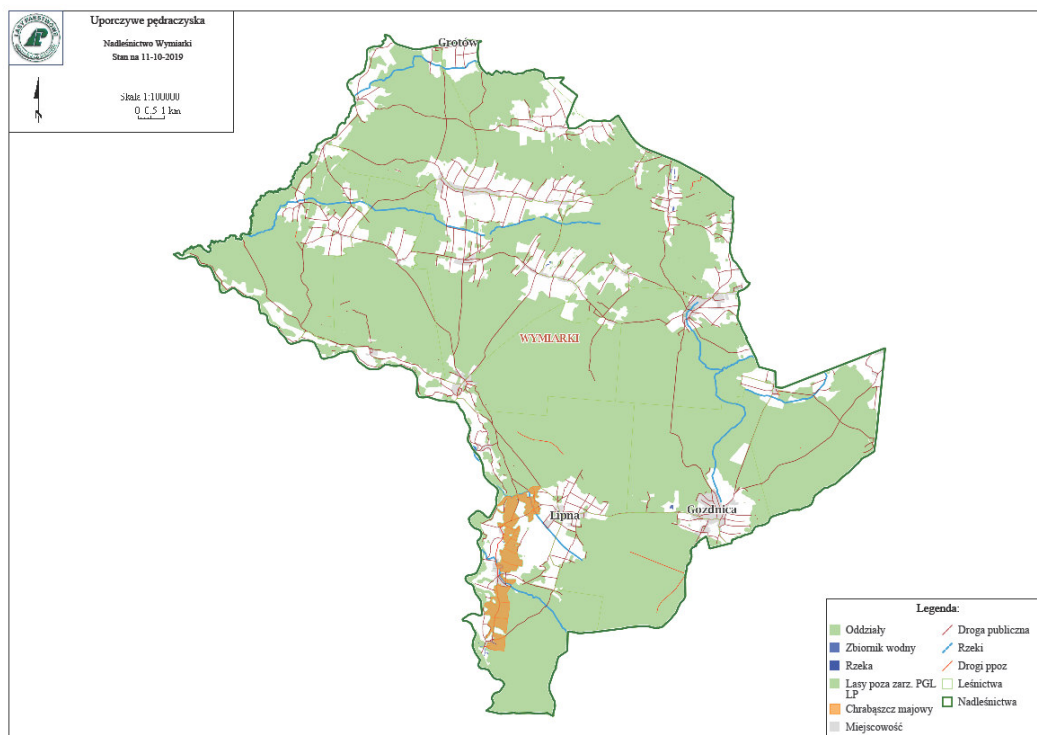 LASY PAŃSTWOWE
Uporczywe pędraczyska
Nadleśnictwo Wymiarki
Stan na 11-10-2019
Skala 1:100000
0 0.5 1 km
N
Grotów
WYMIARKI
Lipna
Gozdnica
Legenda:
Oddziały
Zbiornik wodny
Rzeka
Lasy poza zarz. PGL
LP
Chrabąszcz majowy
Miejscowość
Droga publiczna
Rzeki
Drogi ppoz
Leśnictwa
Nadleśnictwa